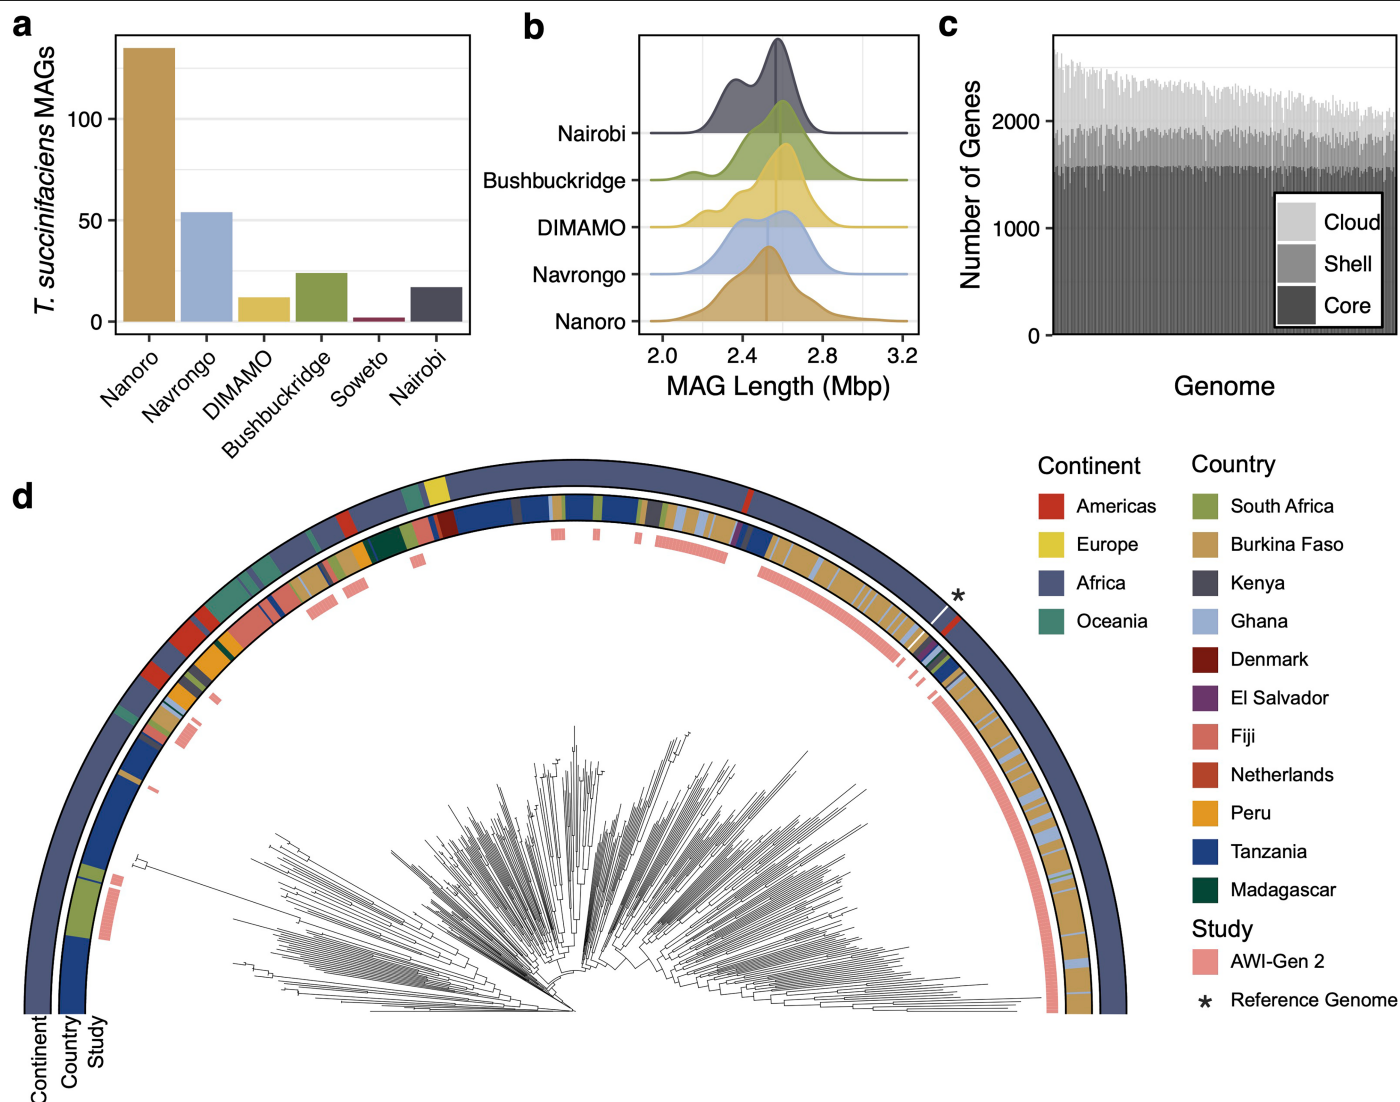 a
T. succinifaciens MAGs
100
50
0
Nanoro
Navrongo
DIMAMO
Bushbuckridge
Soweto
Nairobi
b
Nairobi
Bushbuckridge
DIMAMO
Navrongo
Nanoro
2.0 2.4 2.8 3.2
MAG Length (Mbp)
c
Number of Genes
2000
1000
0
Cloud
Shell
Core
Genome
d
*
Continent
Country
Study
Continent
Americas
Europe
Africa
Oceania
Country
South Africa
Burkina Faso
Kenya
Ghana
Denmark
El Salvador
Fiji
Netherlands
Peru
Tanzania
Madagascar
Study
AWI-Gen 2
* Reference Genome